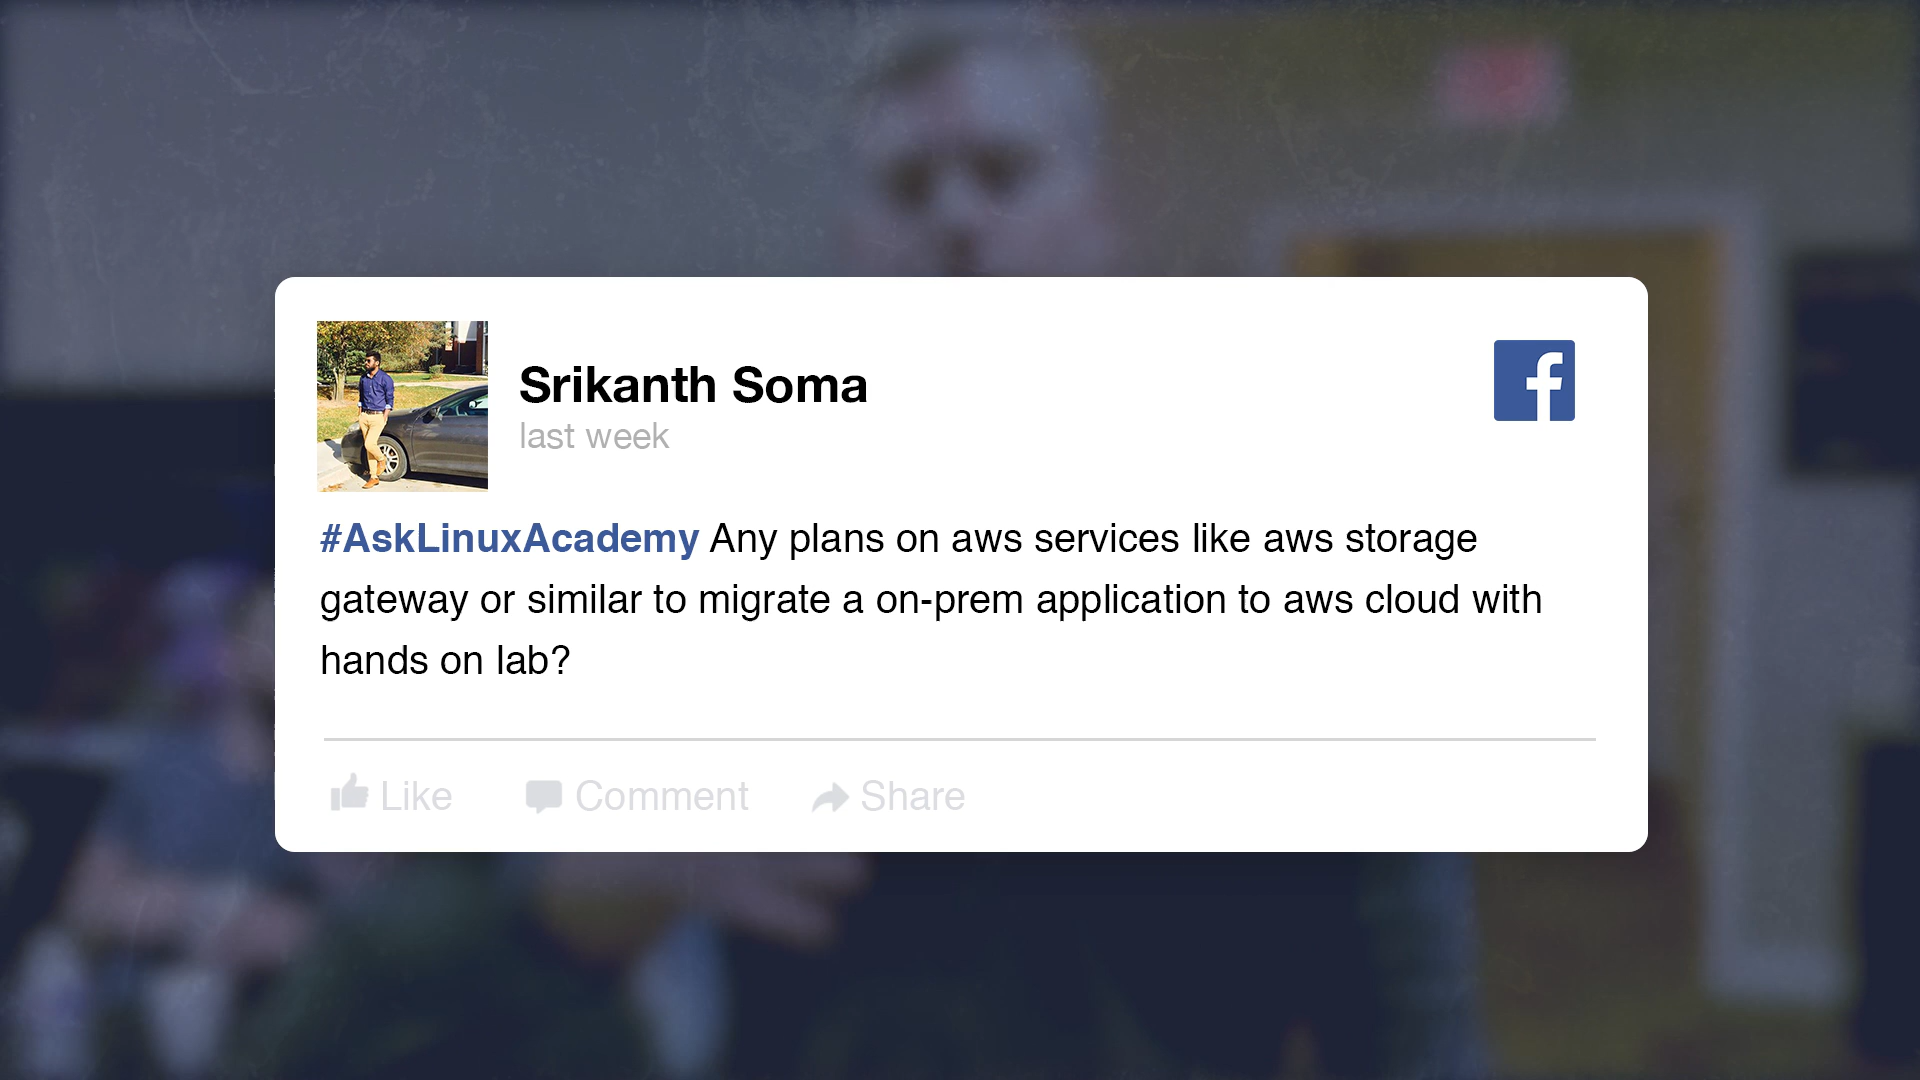 Srikanth Soma
last week
#AskLinuxAcademy Any plans on aws services like aws storage
gateway or similar to migrate a on-prem application to aws cloud with
hands on lab?
Like Comment Share